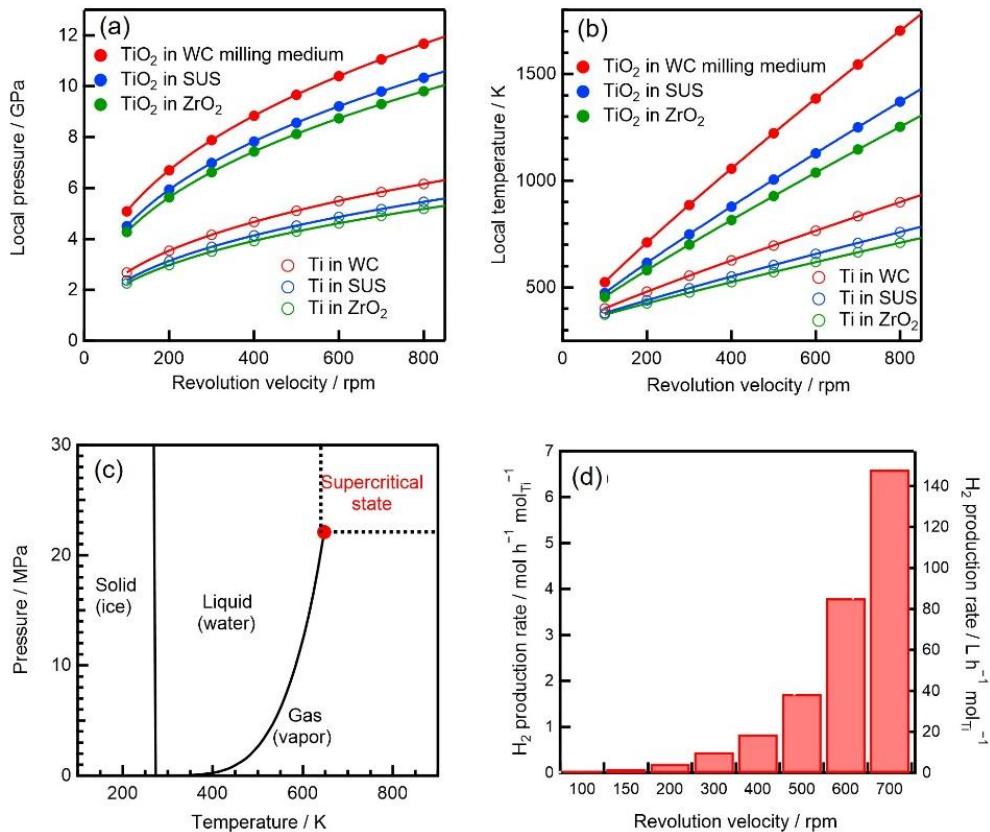 (a)
TiO2 in WC milling medium
TiO2 in SUS
TiO2 in ZrO2
Ti in WC
Ti in SUS
Ti in ZrO2
Local pressure / GPa
12
10
8
6
4
2
0
0 200 400 600 800
Revolution velocity / rpm
(b)
TiO2 in WC milling medium
TiO2 in SUS
TiO2 in ZrO2
Ti in WC
Ti in SUS
Ti in ZrO2
Local temperature / K
1500
1000
500
0 200 400 600 800
Revolution velocity / rpm
(c)
Supercritical
state
Solid
(ice)
Liquid
(water)
Gas
(vapor)
Pressure / MPa
30
20
10
0
200 400 600 800
Temperature / K
(d)
H2 production rate / mol h−1 molTi−1
7
6
5
4
3
2
1
0
H2 production rate / L h−1 molTi−1
140
120
100
80
60
40
20
0
100 150 200 300 400 500 600 700
Revolution velocity / rpm